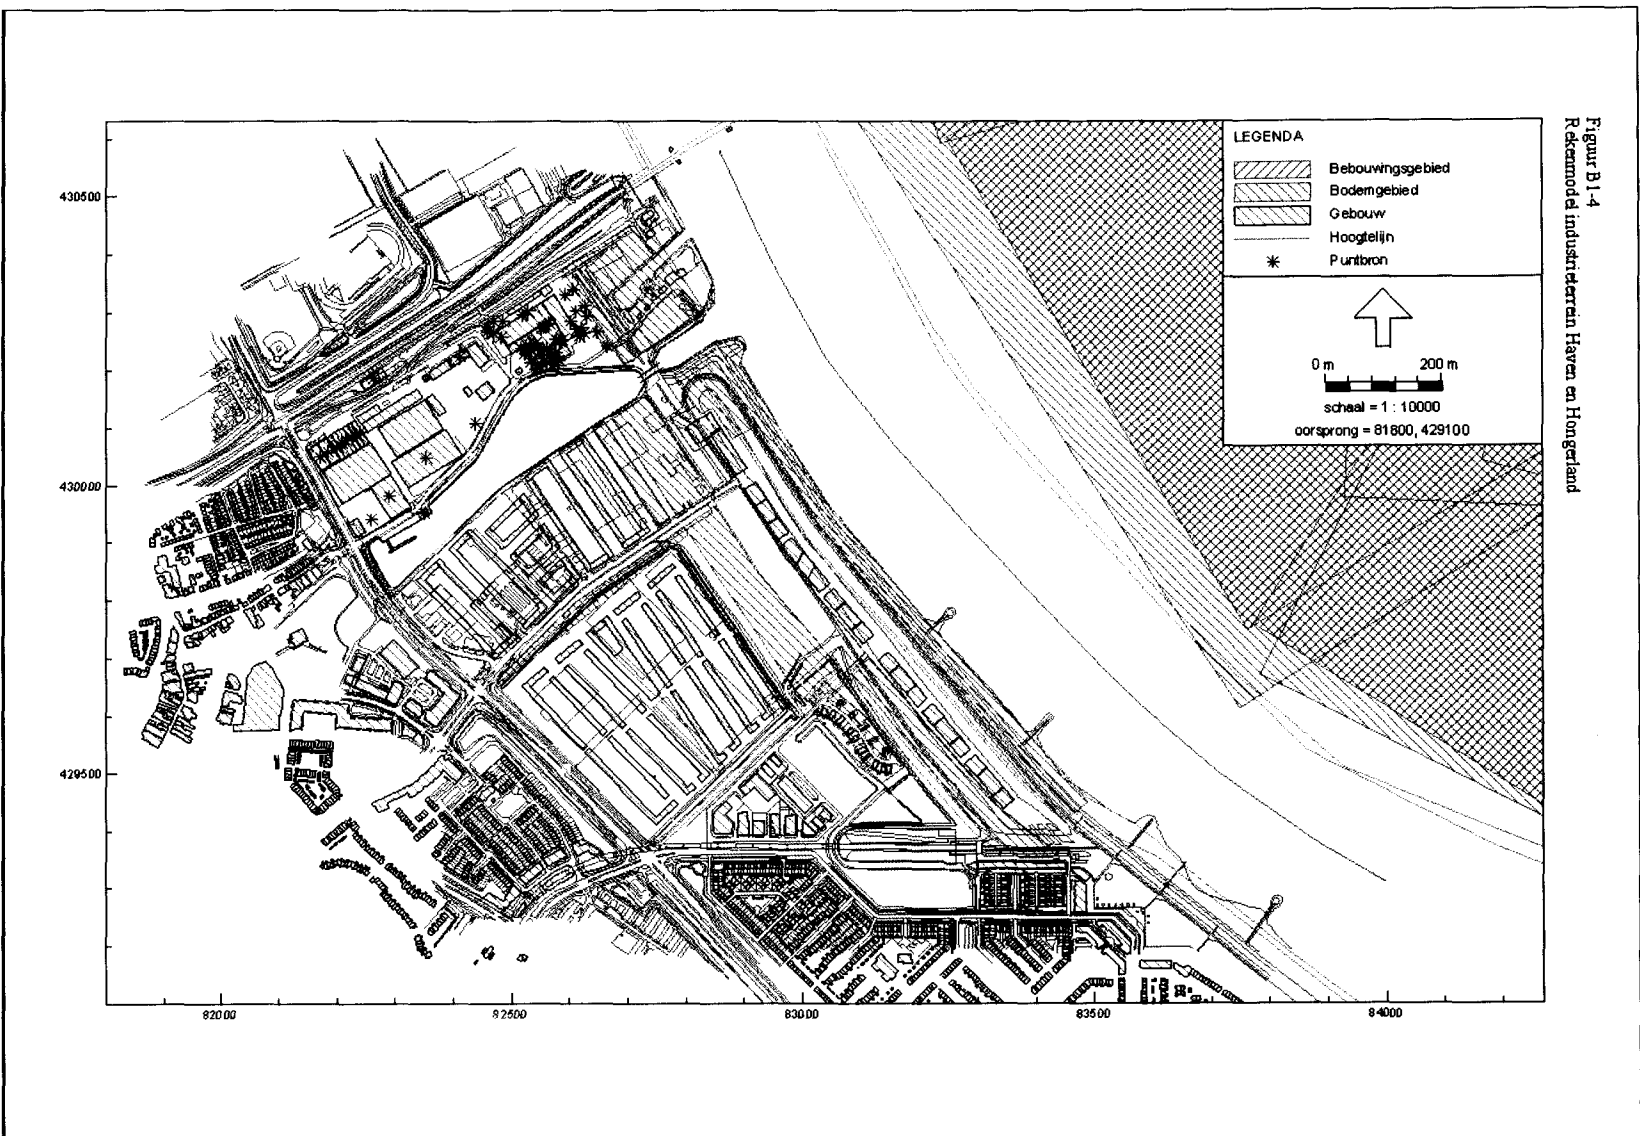 Figuur B1-4
Rekenmodel industrieterrein Haven en Hongerland
LEGENDA
Bebouwingsgebied
Bodemgebied
Gebouw
Hoogtelijn
Puntbron
0 m 200 m
schaal = 1 : 10000
oorsprong = 81800, 429100
430500
430000
429500
82000 82500 83000 83500 84000